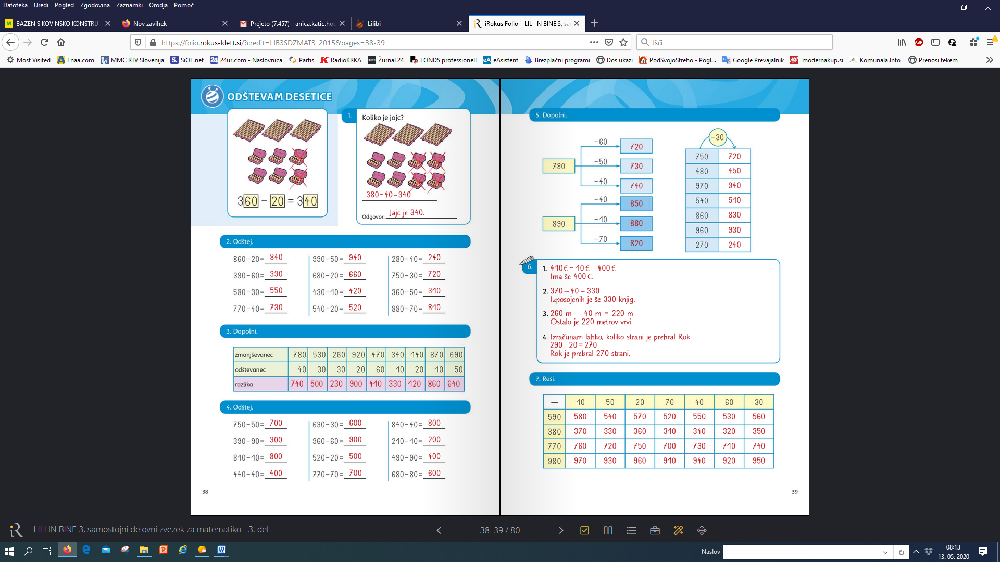 Datoteka Uredi Pogled Zgodovina Zaznamki Orodja Pomoč
BAZEN S KOVINSKO KONSTRU Nov zavihek Prejeto (7.457) - anica.katic.hoc Lilibi iRokus Folio – LILI IN BINE 3, sa
https://folio.rokus-klett.si/?credit=LIB3SDZMAT3_2015&pages=38-39 Išči
Most Visited Enaa.com MMC RTV Slovenija SiOL.net 24ur.com - Naslovnica Partis RadioKRKA Žurnal 24 FONDS professionell eAsistent Brezplačni programi Dos ukazi PodSvojoStreho • Pogl... Google Prevajalnik modernakup.si Komunala.Info Prenosi tekem
ODŠTEVAM DESETICE
360 − 20 = 340
1. Koliko je jajc?
380-40=340
Odgovor: Jajc je 340.
2. Odštej.
860-20= 840 990-50= 940 280-40= 240
390-60= 330 680-20= 660 750-30= 720
580-30= 550 430-10= 420 360-50= 310
770-40= 730 540-20= 520 880-70= 810
3. Dopolni.
zmanjševanec 780 530 260 920 470 340 140 870 690
odštevanec 40 30 30 20 60 10 20 10 50
razlika 740 500 230 900 410 330 120 860 640
4. Odštej.
750-50= 700 630-30= 600 840-40= 800
390-90= 300 960-60= 900 210-10= 200
810-10= 800 520-20= 500 490-90= 400
440-40= 400 770-70= 700 680-80= 600
38
5. Dopolni.
780
-60 720
-50 730
-40 740
890
-40 850
-10 880
-70 820
-30
750 720
480 450
970 940
540 510
860 830
960 930
270 240
6.
1. 410 € - 10 € = 400 €
Ima še 400 €.
2. 370 - 40 = 330
Izposojenih je še 330 knjig.
3. 260 m - 40 m = 220 m
Ostalo je 220 metrov vrvi.
4. Izračunam lahko, koliko strani je prebral Rok.
290-20=270
Rok je prebral 270 strani.
7. Reši.
− 10 50 20 70 40 60 30
590 580 540 570 520 550 530 560
380 370 330 360 310 340 320 350
770 760 720 750 700 730 710 740
980 970 930 960 910 940 920 950
39
LILI IN BINE 3, samostojni delovni zvezek za matematiko - 3. del
38–39 / 80
Naslov
08:13
13. 05. 2020